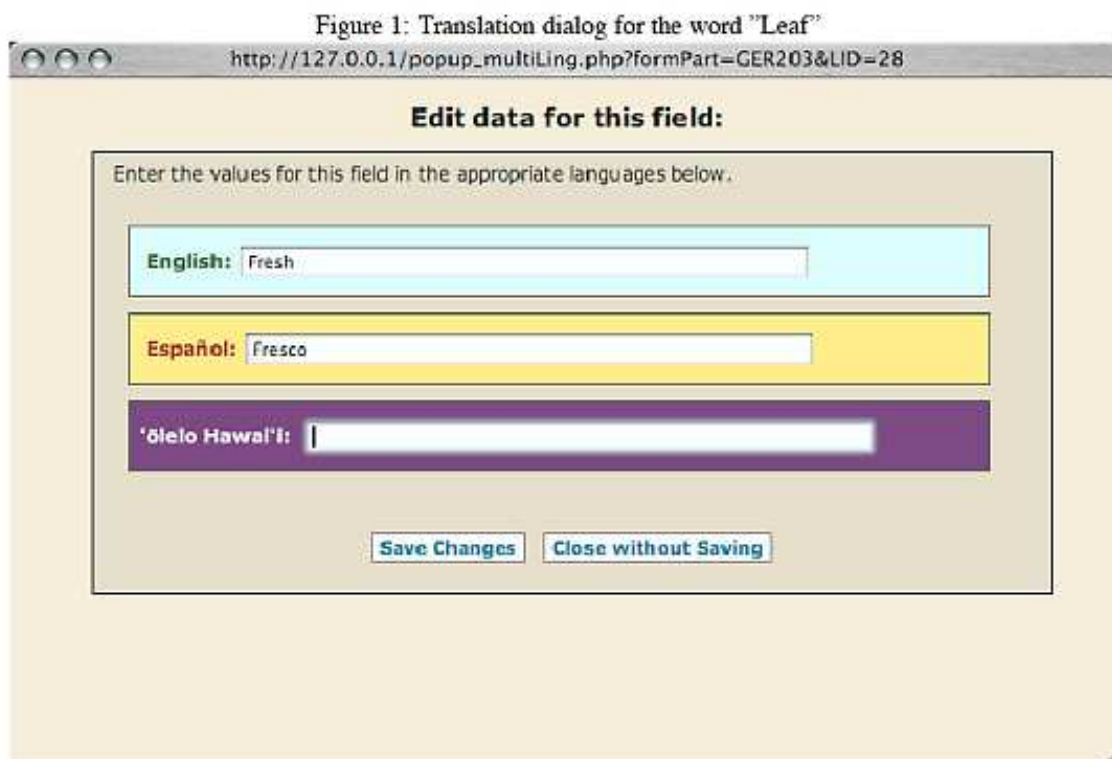 Figure 1: Translation dialog for the word ”Leaf”
http://127.0.0.1/popup_multiLing.php?formPart=GER203&LID=28
Edit data for this field:
Enter the values for this field in the appropriate languages below.
English: Fresh
Español: Fresco
'ōlelo Hawai'i:
Save Changes Close without Saving